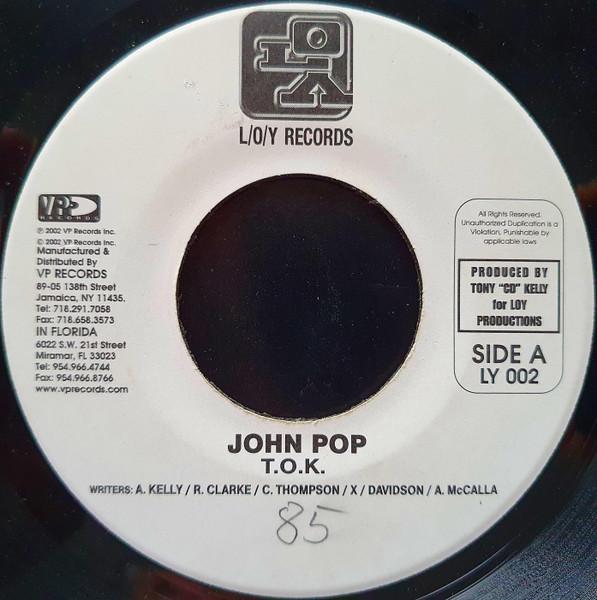 L/O/Y RECORDS
VP
RECORDS
℗ 2002 VP Records Inc.
© 2002 VP Records Inc.
Manufactured &
Distributed By
VP RECORDS
89-05 138th Street
Jamaica, NY 11435.
Tel: 718.291.7058
Fax: 718.658.3573
IN FLORIDA
6022 S.W. 21st Street
Miramar, FL 33023
Tel: 954.966.4744
Fax: 954.966.8766
www.vprecords.com
All Rights Reserved.
Unauthorized Duplication is a
Violation, Punishable by
applicable laws
PRODUCED BY
TONY "CD" KELLY
for LOY
PRODUCTIONS
SIDE A
LY 002
JOHN POP
T.O.K.
WRITERS: A. KELLY / R. CLARKE / C. THOMPSON / X / DAVIDSON / A. McCALLA
85